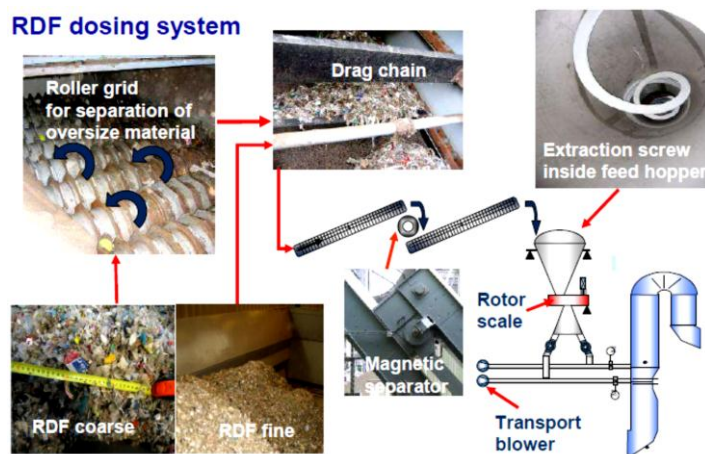 RDF dosing system
Roller grid
for separation of
oversize material
Drag chain
Extraction screw
inside feed hopper
Rotor
scale
Magnetic
separator
RDF coarse
RDF fine
Transport
blower